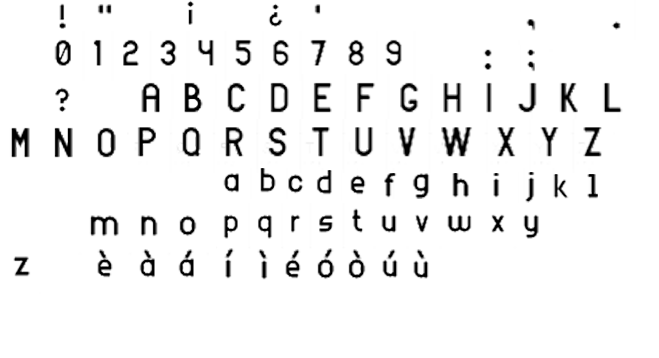 ! " ¡ ¿ ' , .
0 1 2 3 4 5 6 7 8 9 : ;
? A B C D E F G H I J K L
M N O P Q R S T U V W X Y Z
a b c d e f g h i j k l
m n o p q r s t u v w x y
z è à á í ì é ó ò ú ù